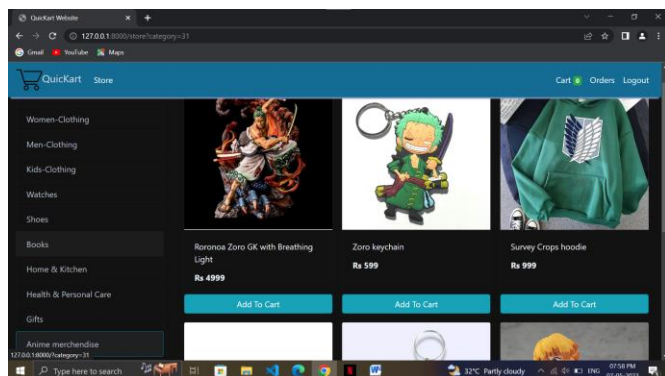 QuicKart Website
127.0.0.1:8000/store?category=31
Gmail YouTube Maps
QuicKart Store
Cart 0 Orders Logout
Women-Clothing
Men-Clothing
Kids-Clothing
Watches
Shoes
Books
Home & Kitchen
Health & Personal Care
Gifts
Anime merchendise
Roronoa Zoro GK with Breathing
Light
Rs 4999
Add To Cart
Zoro keychain
Rs 599
Add To Cart
Survey Crops hoodie
Rs 999
Add To Cart
127.0.0.1:8000/?category=31
Type here to search
32°C Partly cloudy
ENG
07:58 PM